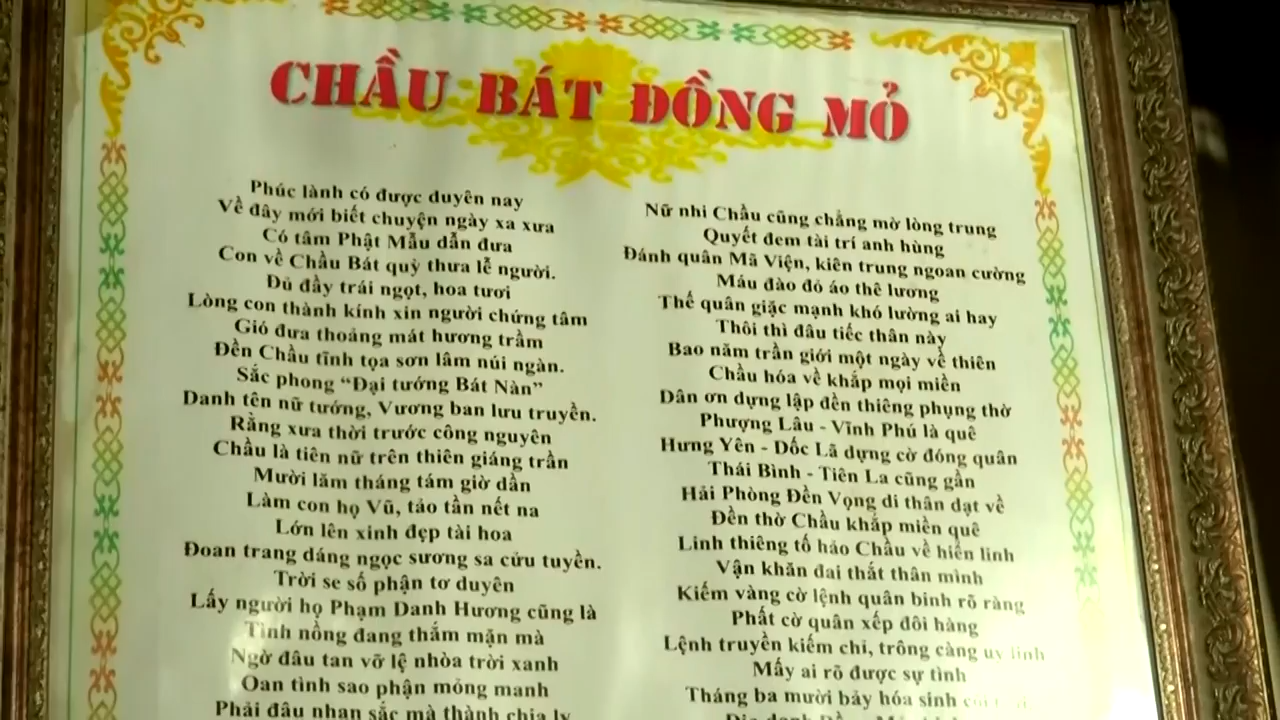 CHẦU BÁT ĐỒNG MỎ
Phúc lành có được duyên nay
Về đây mới biết chuyện ngày xa xưa
Có tâm Phật Mẫu dẫn đưa
Con về Chầu Bát quỳ thưa lễ người.
Đủ đầy trái ngọt, hoa tươi
Lòng con thành kính xin người chứng tâm
Gió đưa thoảng mát hương trầm
Đền Chầu tĩnh tọa sơn lâm núi ngàn.
Sắc phong “Đại tướng Bát Nàn”
Danh tên nữ tướng, Vương ban lưu truyền.
Rằng xưa thời trước công nguyên
Chầu là tiên nữ trên thiên giáng trần
Mười lăm tháng tám giờ dần
Làm con họ Vũ, tảo tần nết na
Lớn lên xinh đẹp tài hoa
Đoan trang dáng ngọc sương sa cửu tuyền.
Trời se số phận tơ duyên
Lấy người họ Phạm Danh Hương cũng là
Tình nồng đang thắm mặn mà
Ngờ đâu tan vỡ lệ nhòa trời xanh
Oan tình sao phận mỏng manh
Phải đâu nhan sắc mà thành chia ly
Nữ nhi Chầu cũng chẳng mờ lòng trung
Quyết đem tài trí anh hùng
Đánh quân Mã Viện, kiên trung ngoan cường
Máu đào đỏ áo thê lương
Thế quân giặc mạnh khó lường ai hay
Thôi thì đâu tiếc thân này
Bao năm trần giới một ngày về thiên
Chầu hóa về khắp mọi miền
Dân ơn dựng lập đền thiêng phụng thờ
Phượng Lâu - Vĩnh Phú là quê
Hưng Yên - Dốc Lã dựng cờ đóng quân
Thái Bình - Tiên La cũng gần
Hải Phòng Đền Vọng di thân dạt về
Đền thờ Chầu khắp miền quê
Linh thiêng tố hảo Chầu về hiển linh
Vận khăn đai thắt thân mình
Kiếm vàng cờ lệnh quân binh rõ ràng
Phất cờ quân xếp đôi hàng
Lệnh truyền kiếm chỉ, trông càng uy linh
Mấy ai rõ được sự tình
Tháng ba mười bảy hóa sinh